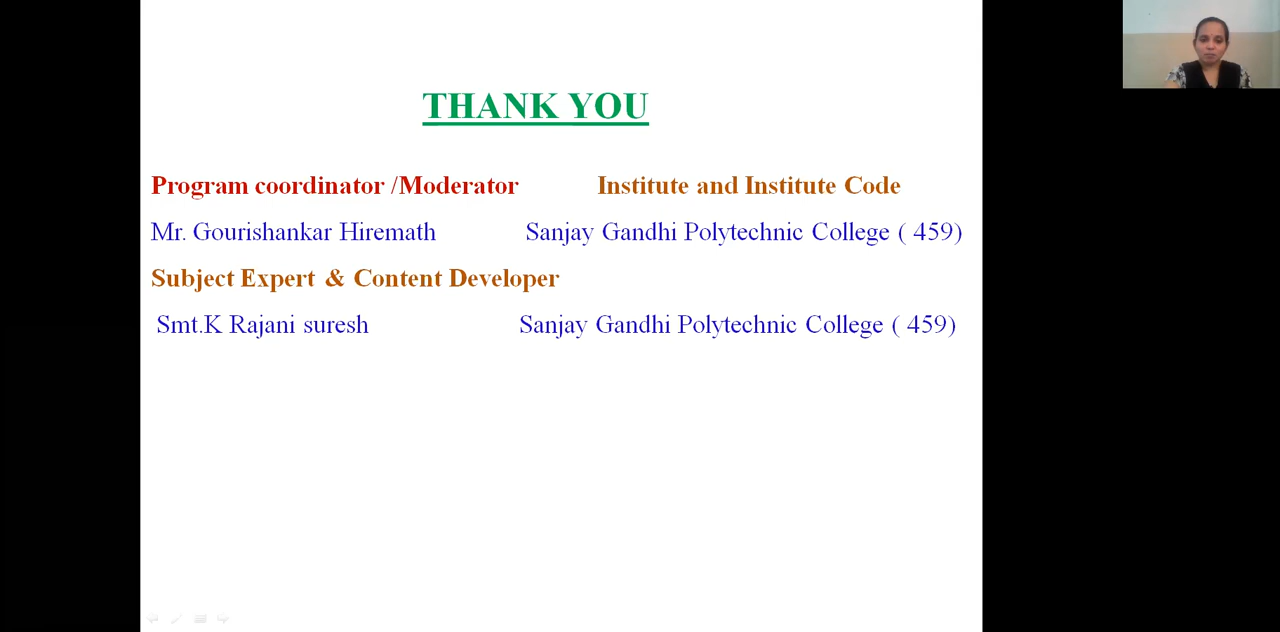 THANK YOU
Program coordinator /Moderator Institute and Institute Code
Mr. Gourishankar Hiremath Sanjay Gandhi Polytechnic College ( 459)
Subject Expert & Content Developer
Smt.K Rajani suresh Sanjay Gandhi Polytechnic College ( 459)